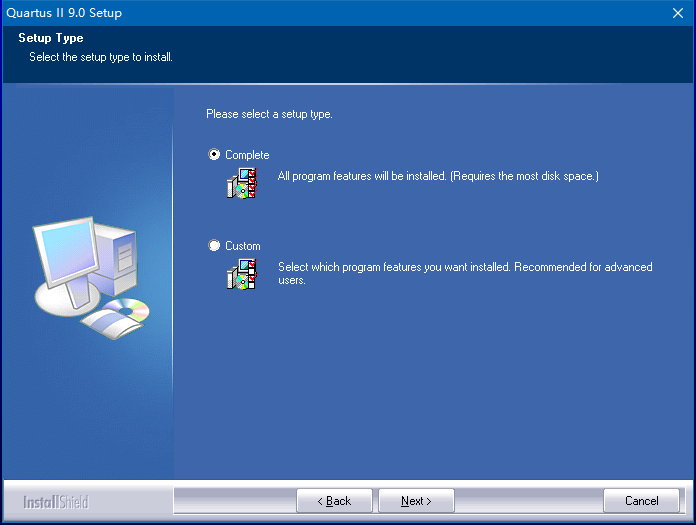 Quartus II 9.0 Setup
Setup Type
Select the setup type to install.
Please select a setup type.
Complete
All program features will be installed. (Requires the most disk space.)
Custom
Select which program features you want installed. Recommended for advanced
users.
InstallShield
< Back
Next >
Cancel